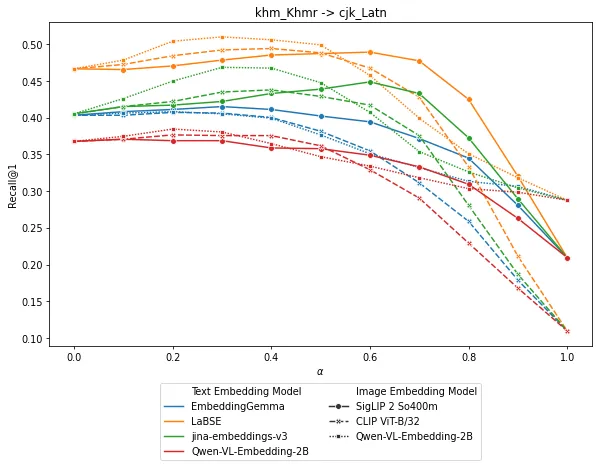 khm_Khmr -> cjk_Latn
Recall@1
0.50
0.45
0.40
0.35
0.30
0.25
0.20
0.15
0.10
0.0 0.2 0.4 0.6 0.8 1.0
α
Text Embedding Model Image Embedding Model
EmbeddingGemma SigLIP 2 So400m
LaBSE CLIP ViT-B/32
jina-embeddings-v3 Qwen-VL-Embedding-2B
Qwen-VL-Embedding-2B